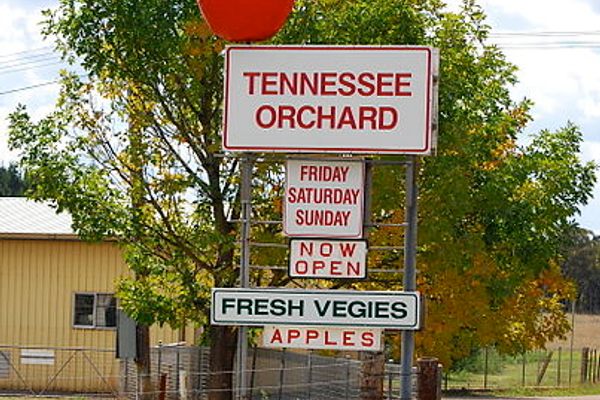 TENNESSEE
ORCHARD
FRIDAY
SATURDAY
SUNDAY
NOW
OPEN
FRESH VEGIES
APPLES